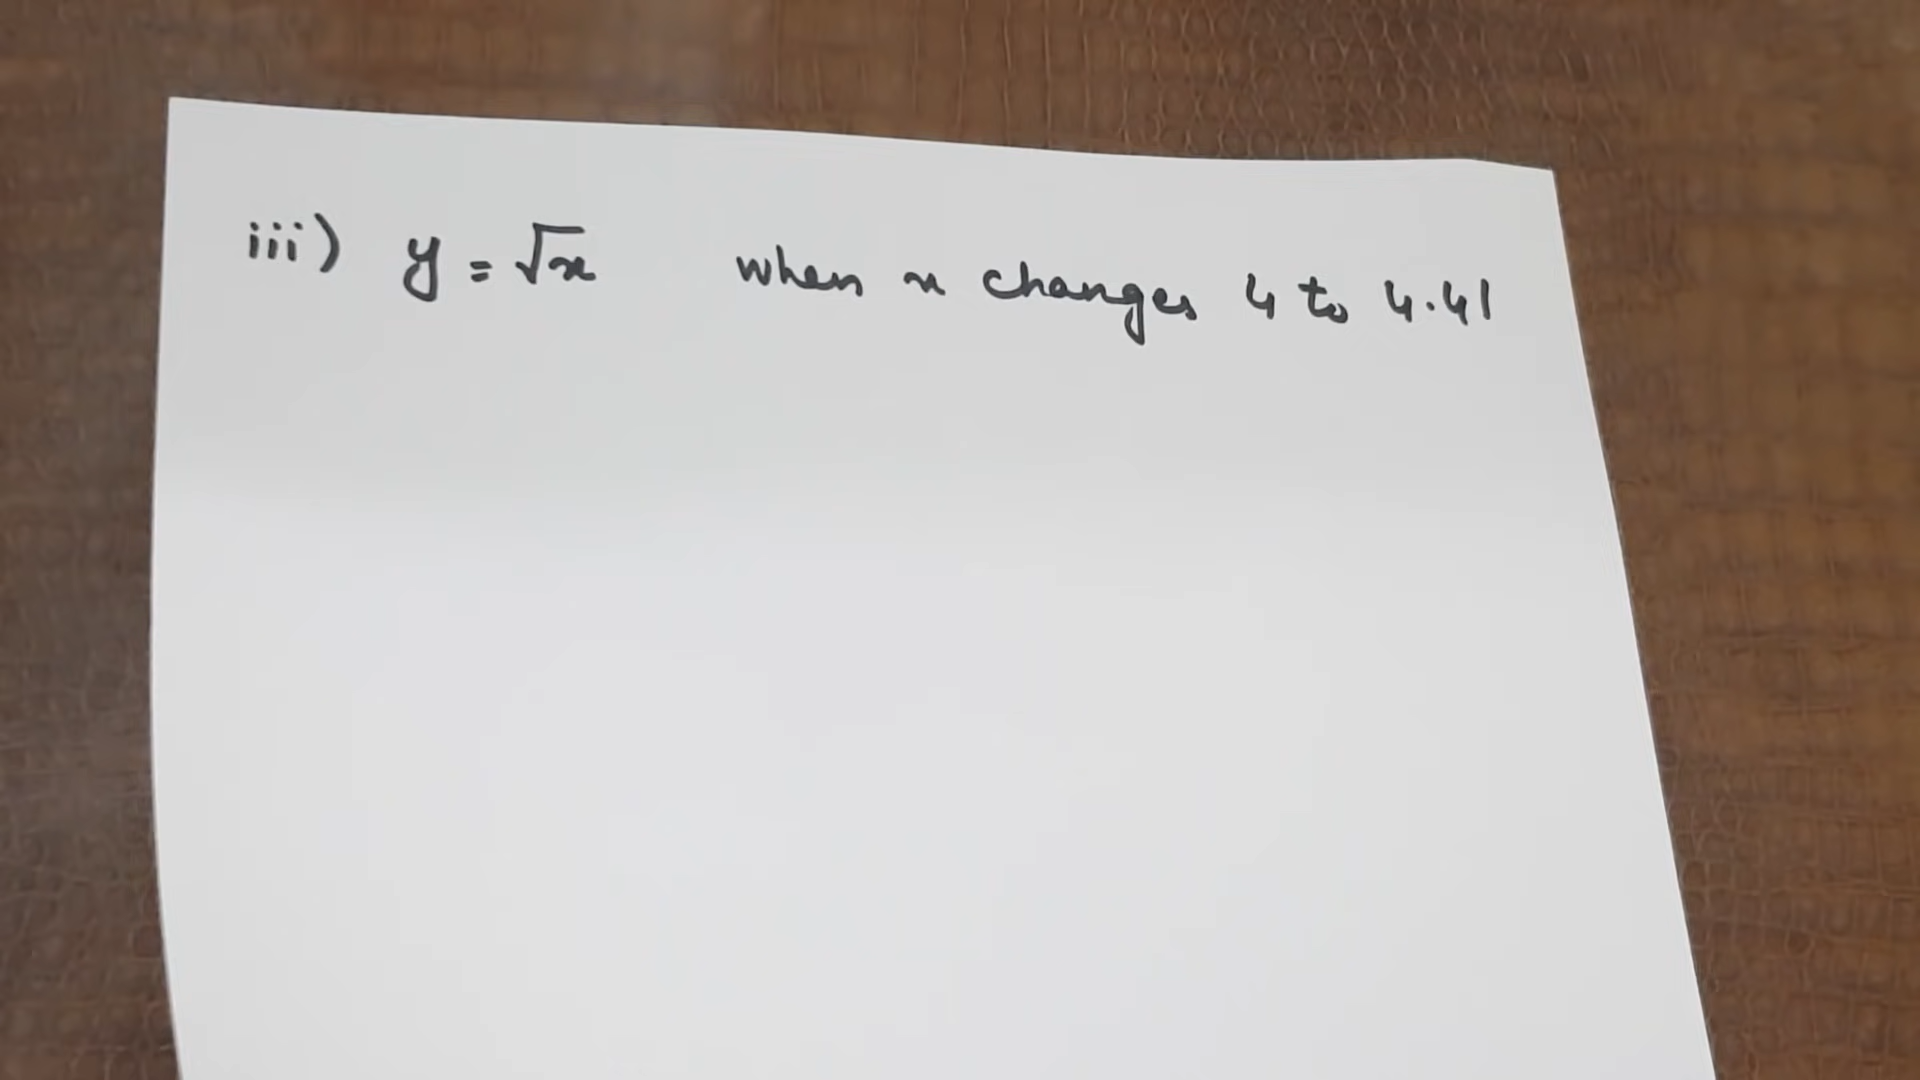 iii) y = √x when x changes 4 to 4.41